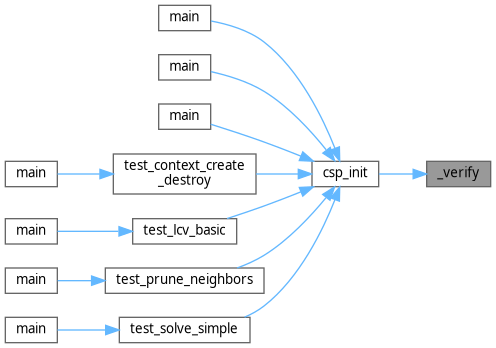 main
main
main
main
test_context_create
_destroy
csp_init
_verify
main
test_lcv_basic
main
test_prune_neighbors
main
test_solve_simple